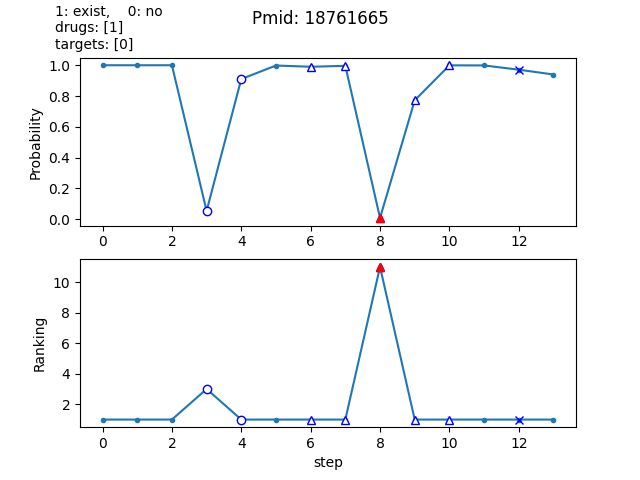 1: exist,    0: no
drugs: [1]
targets: [0]
Pmid: 18761665
1.0
0.8
0.6
0.4
0.2
0.0
Probability
0 2 4 6 8 10 12
10
8
6
4
2
Ranking
0 2 4 6 8 10 12
step